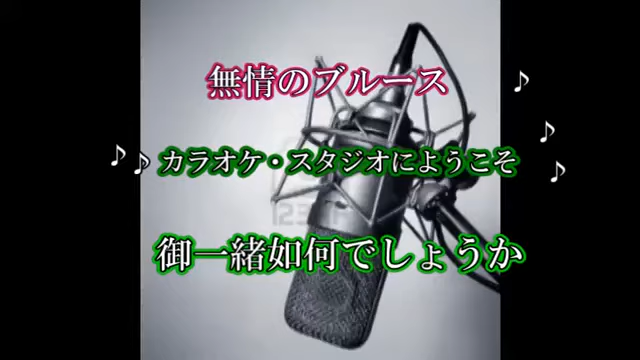 無情のブルース
カラオケ・スタジオにようこそ
御一緒如何でしょうか